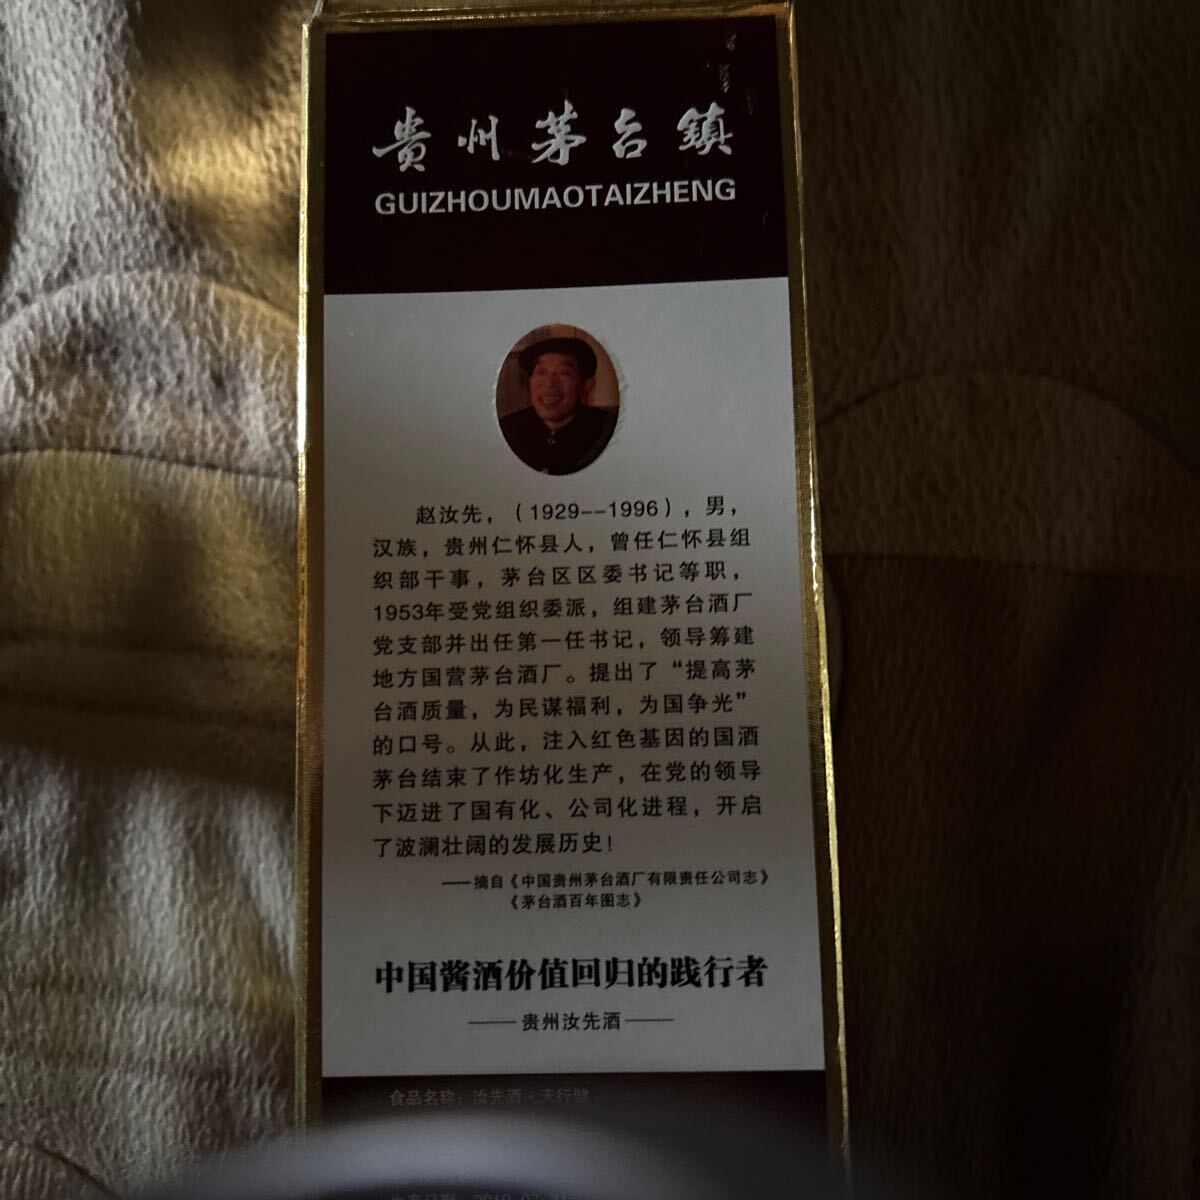 贵州茅台鎮
GUIZHOUMAOTAIZHENG
赵汝先，（1929--1996），男，
汉族，贵州仁怀县人，曾任仁怀县组
织部干事，茅台区区委书记等职，
1953年受党组织委派，组建茅台酒厂
党支部并出任第一任书记，领导筹建
地方国营茅台酒厂。提出了“提高茅
台酒质量，为民谋福利，为国争光”
的口号。从此，注入红色基因的国酒
茅台结束了作坊化生产，在党的领导
下迈进了国有化、公司化进程，开启
了波澜壮阔的发展历史！
——摘自《中国贵州茅台酒厂有限责任公司志》
《茅台酒百年图志》
中国酱酒价值回归的践行者
——贵州汝先酒——
食品名称：汝先酒·天行健